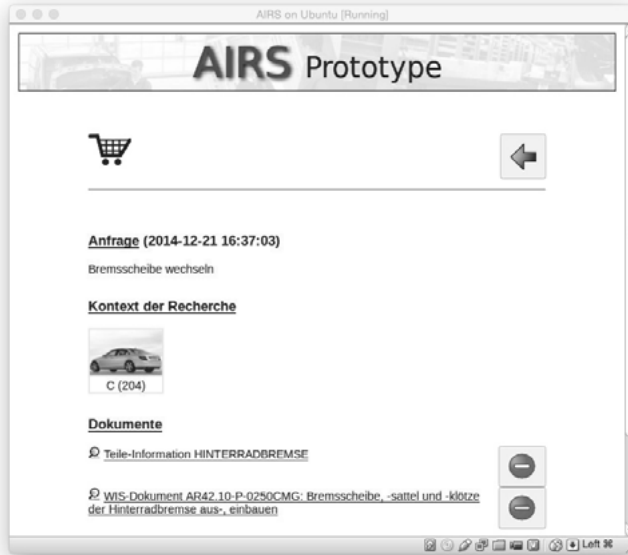 AIRS on Ubuntu [Running]
AIRS Prototype
Anfrage (2014-12-21 16:37:03)
Bremsscheibe wechseln
Kontext der Recherche
C (204)
Dokumente
Teile-Information HINTERRADBREMSE
WIS-Dokument AR42.10-P-0250CMG: Bremsscheibe, -sattel und -klötze
der Hinterradbremse aus-, einbauen
Left ⌘